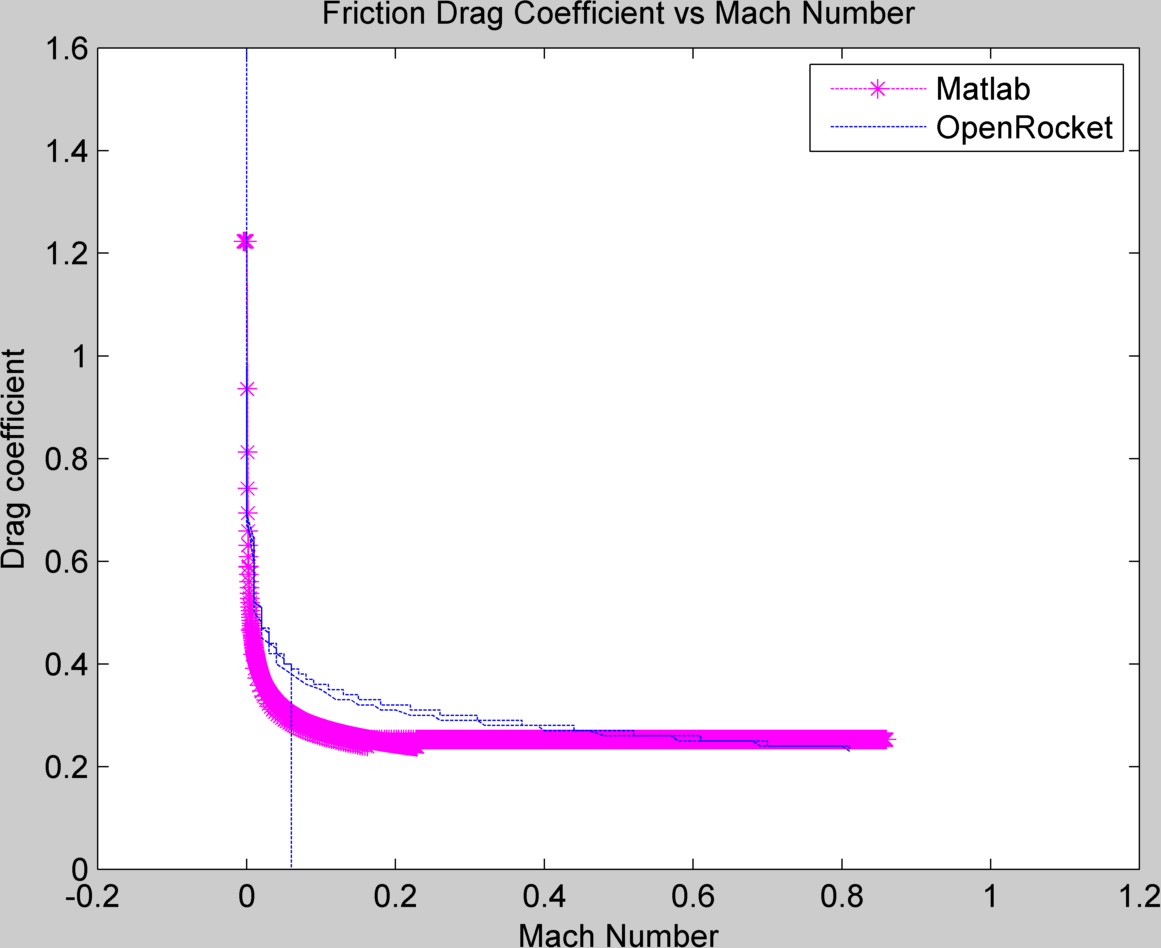 Friction Drag Coefficient vs Mach Number
Matlab
OpenRocket
Drag coefficient
1.6
1.4
1.2
1
0.8
0.6
0.4
0.2
0
-0.2 0 0.2 0.4 0.6 0.8 1 1.2
Mach Number